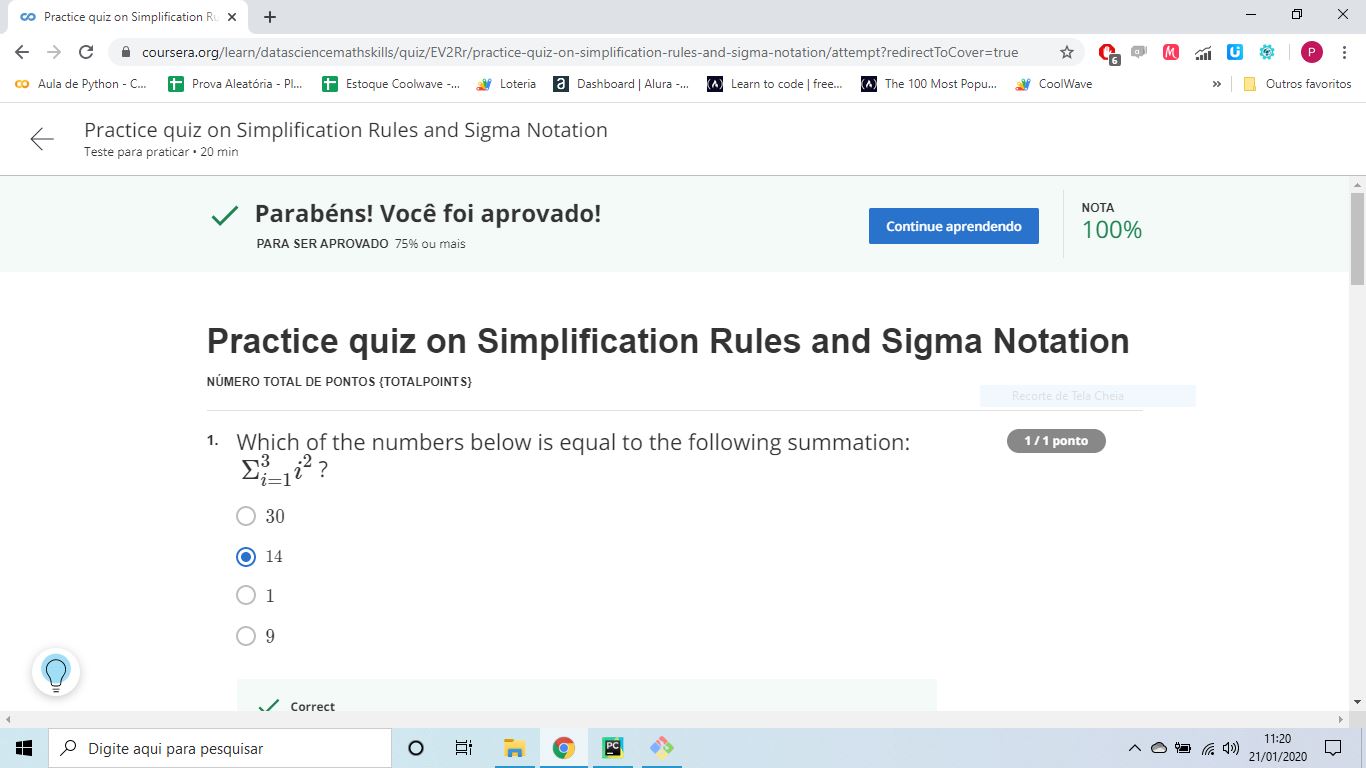 Practice quiz on Simplification Ru
coursera.org/learn/datasciencemathskills/quiz/EV2Rr/practice-quiz-on-simplification-rules-and-sigma-notation/attempt?redirectToCover=true
6
P
Aula de Python - C...
Prova Aleatória - Pl...
Estoque Coolwave -...
Loteria
Dashboard | Alura -...
Learn to code | free...
The 100 Most Popu...
CoolWave
»
Outros favoritos
Practice quiz on Simplification Rules and Sigma Notation
Teste para praticar • 20 min
Parabéns! Você foi aprovado!
PARA SER APROVADO 75% ou mais
Continue aprendendo
NOTA
100%
Practice quiz on Simplification Rules and Sigma Notation
NÚMERO TOTAL DE PONTOS {TOTALPOINTS}
Recorte de Tela Cheia
1. Which of the numbers below is equal to the following summation:
Σ³ᵢ₌₁ i² ?
1 / 1 ponto
30
14
1
9
Correct
Digite aqui para pesquisar
PC
11:20
21/01/2020